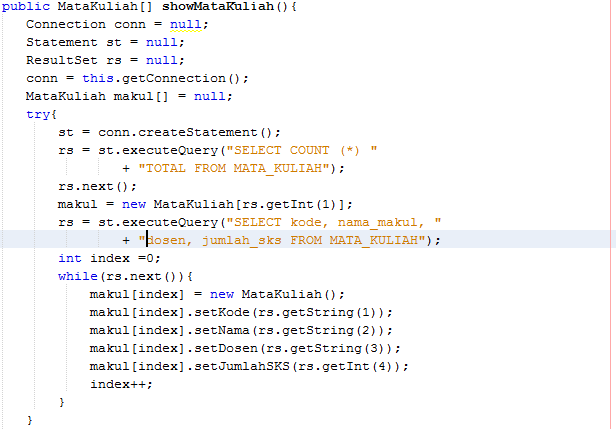 public MataKuliah[] showMataKuliah(){
Connection conn = null;
Statement st = null;
ResultSet rs = null;
conn = this.getConnection();
MataKuliah makul[] = null;
try{
st = conn.createStatement();
rs = st.executeQuery("SELECT COUNT (*) "
+ "TOTAL FROM MATA_KULIAH");
rs.next();
makul = new MataKuliah[rs.getInt(1)];
rs = st.executeQuery("SELECT kode, nama_makul, "
+ "dosen, jumlah_sks FROM MATA_KULIAH");
int index =0;
while(rs.next()){
makul[index] = new MataKuliah();
makul[index].setKode(rs.getString(1));
makul[index].setNama(rs.getString(2));
makul[index].setDosen(rs.getString(3));
makul[index].setJumlahSKS(rs.getInt(4));
index++;
}
}